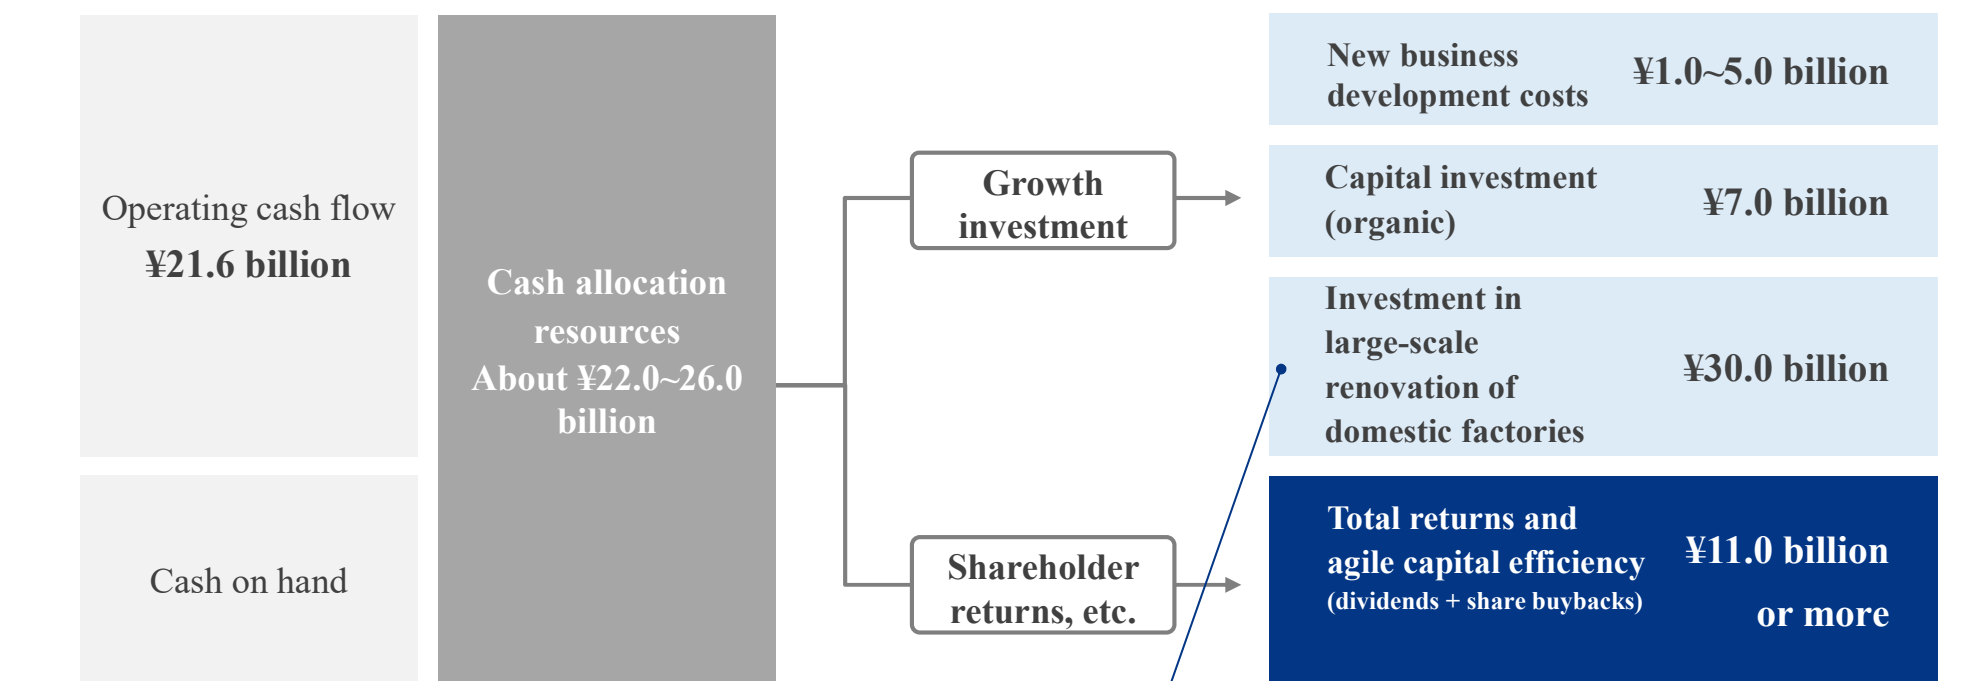 Operating cash flow
¥21.6 billion
Cash on hand
Cash allocation
resources
About ¥22.0~26.0
billion
Growth
investment
Shareholder
returns, etc.
New business
development costs
¥1.0~5.0 billion
Capital investment
(organic)
¥7.0 billion
Investment in
large-scale
renovation of
domestic factories
¥30.0 billion
Total returns and
agile capital efficiency
(dividends + share buybacks)
¥11.0 billion
or more